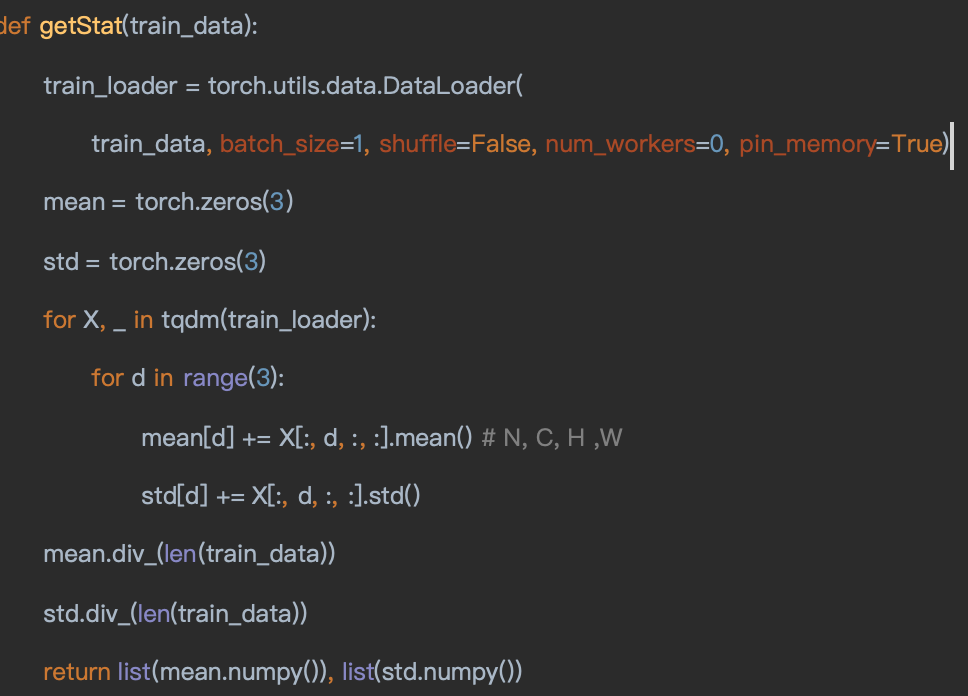 def getStat(train_data):
train_loader = torch.utils.data.DataLoader(
train_data, batch_size=1, shuffle=False, num_workers=0, pin_memory=True)
mean = torch.zeros(3)
std = torch.zeros(3)
for X, _ in tqdm(train_loader):
for d in range(3):
mean[d] += X[:, d, :, :].mean() # N, C, H ,W
std[d] += X[:, d, :, :].std()
mean.div_(len(train_data))
std.div_(len(train_data))
return list(mean.numpy()), list(std.numpy())